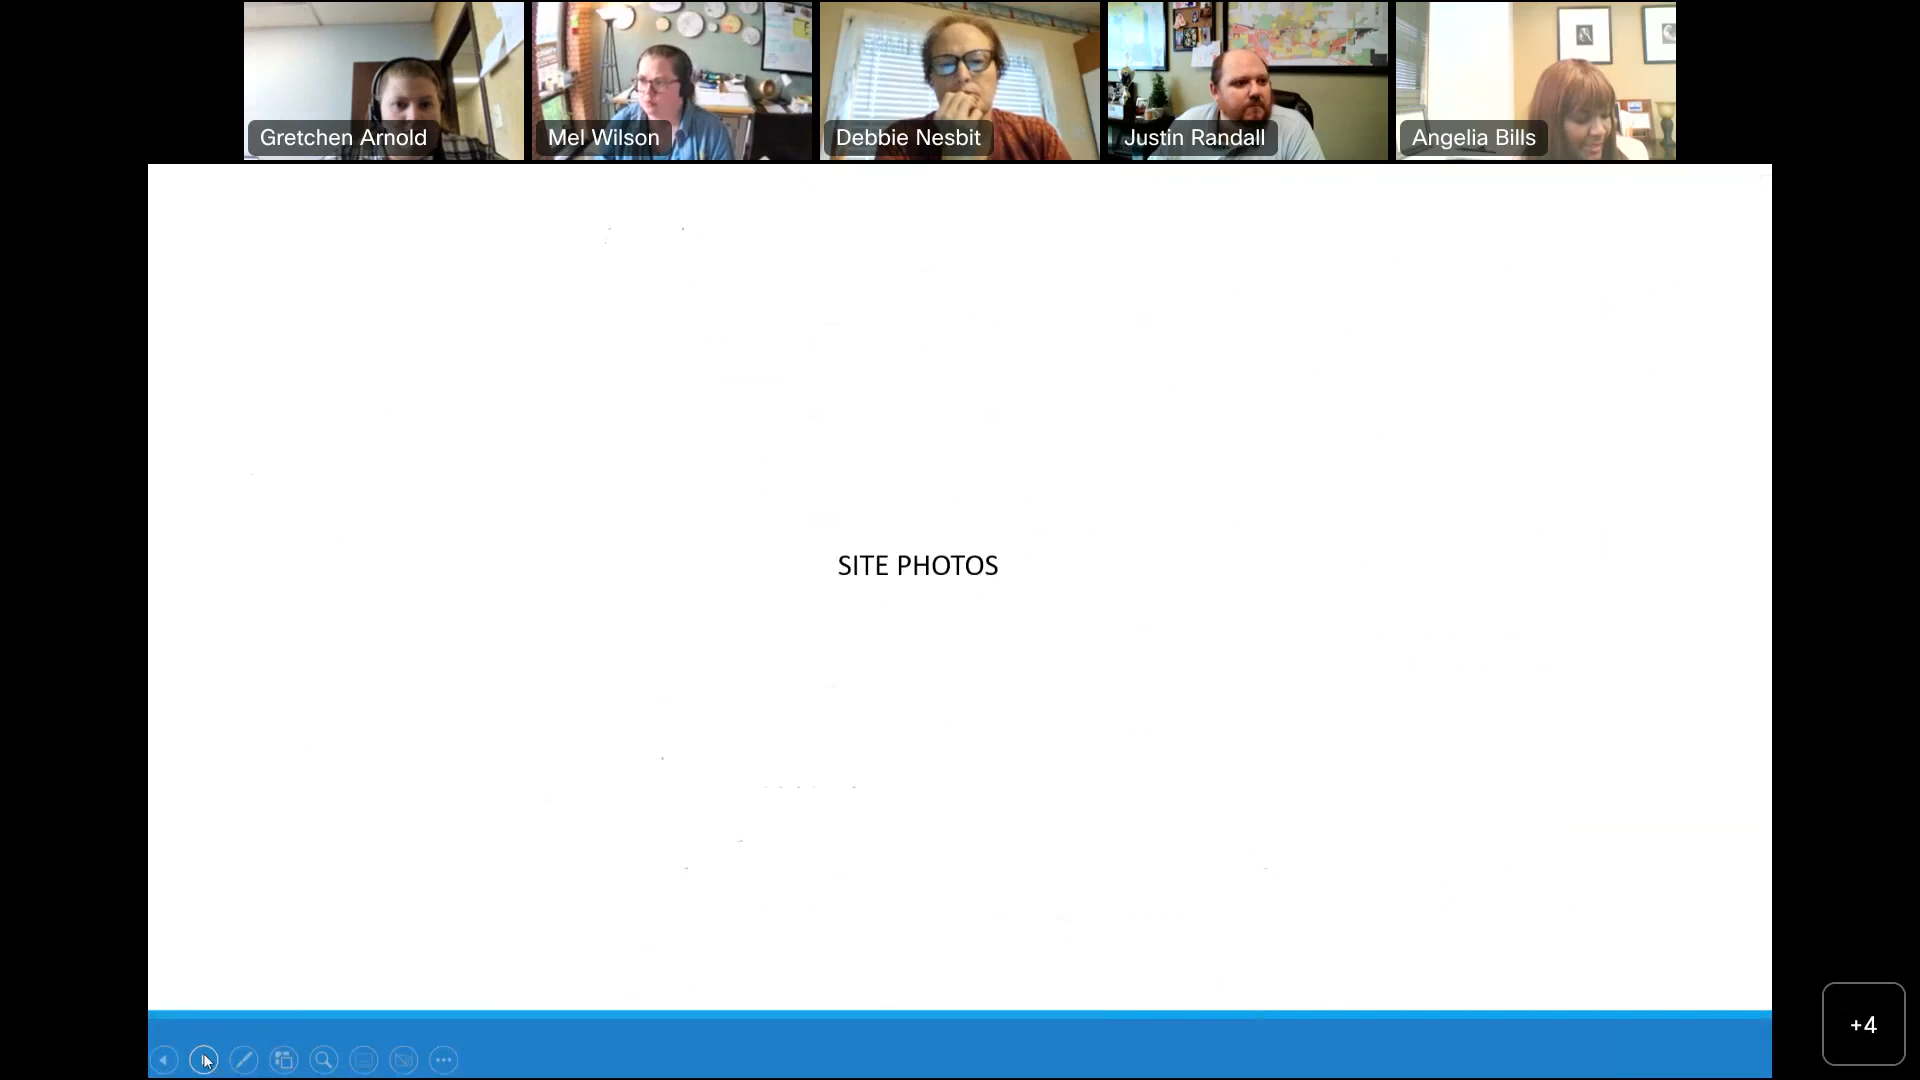 Gretchen Arnold
Mel Wilson
Debbie Nesbit
Justin Randall
Angelia Bills
SITE PHOTOS
+4